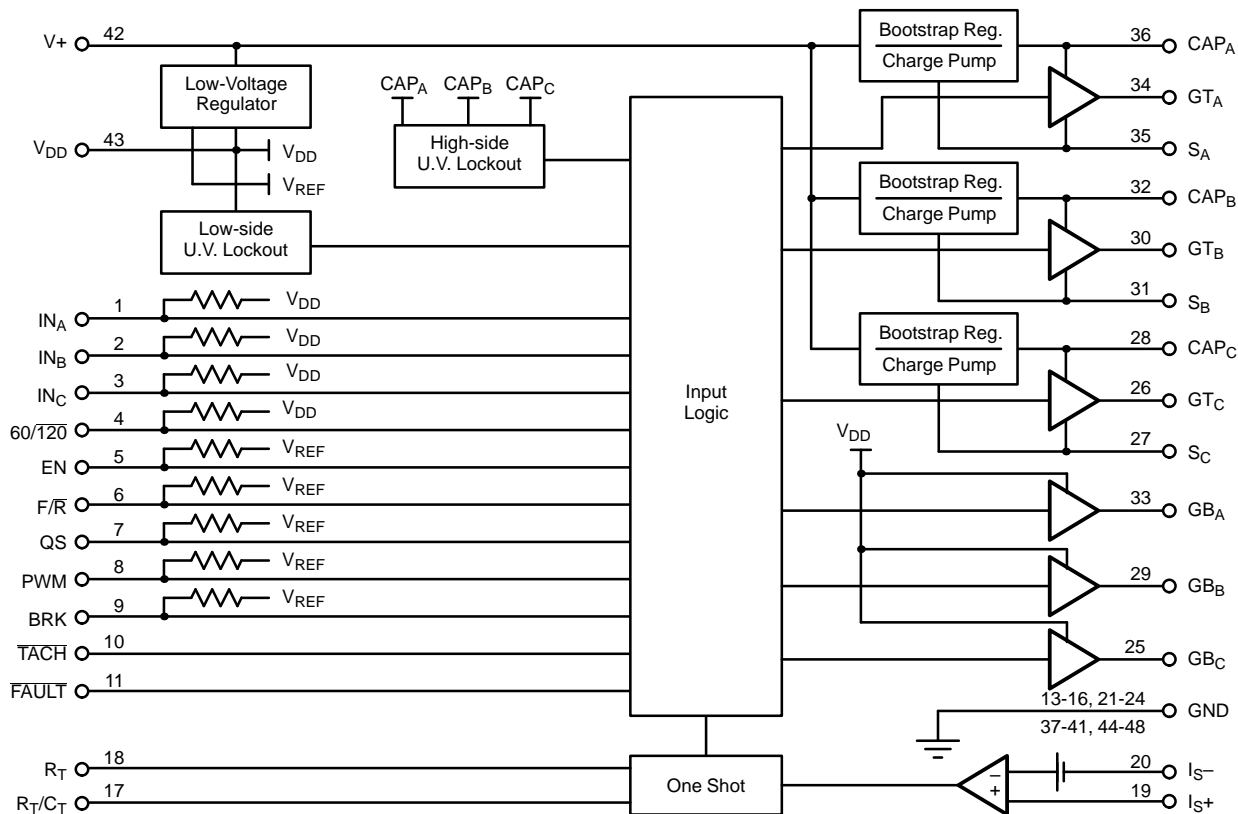 V+ 42
Low-Voltage
Regulator
VDD 43
VDD
VREF
Low-side
U.V. Lockout
CAPA CAPB CAPC
High-side
U.V. Lockout
INA 1 VDD
INB 2 VDD
INC 3 VDD
60/120 4 VDD
EN 5 VREF
F/R 6 VREF
QS 7 VREF
PWM 8 VREF
BRK 9 VREF
TACH 10
FAULT 11
RT 18
RT/CT 17
Input
Logic
One Shot
Bootstrap Reg.
Charge Pump
36 CAPA
34 GTA
35 SA
Bootstrap Reg.
Charge Pump
32 CAPB
30 GTB
31 SB
Bootstrap Reg.
Charge Pump
28 CAPC
26 GTC
27 SC
VDD
33 GBA
29 GBB
25 GBC
13-16, 21-24
GND
37-41, 44-48
– 20 IS–
+ 19 IS+